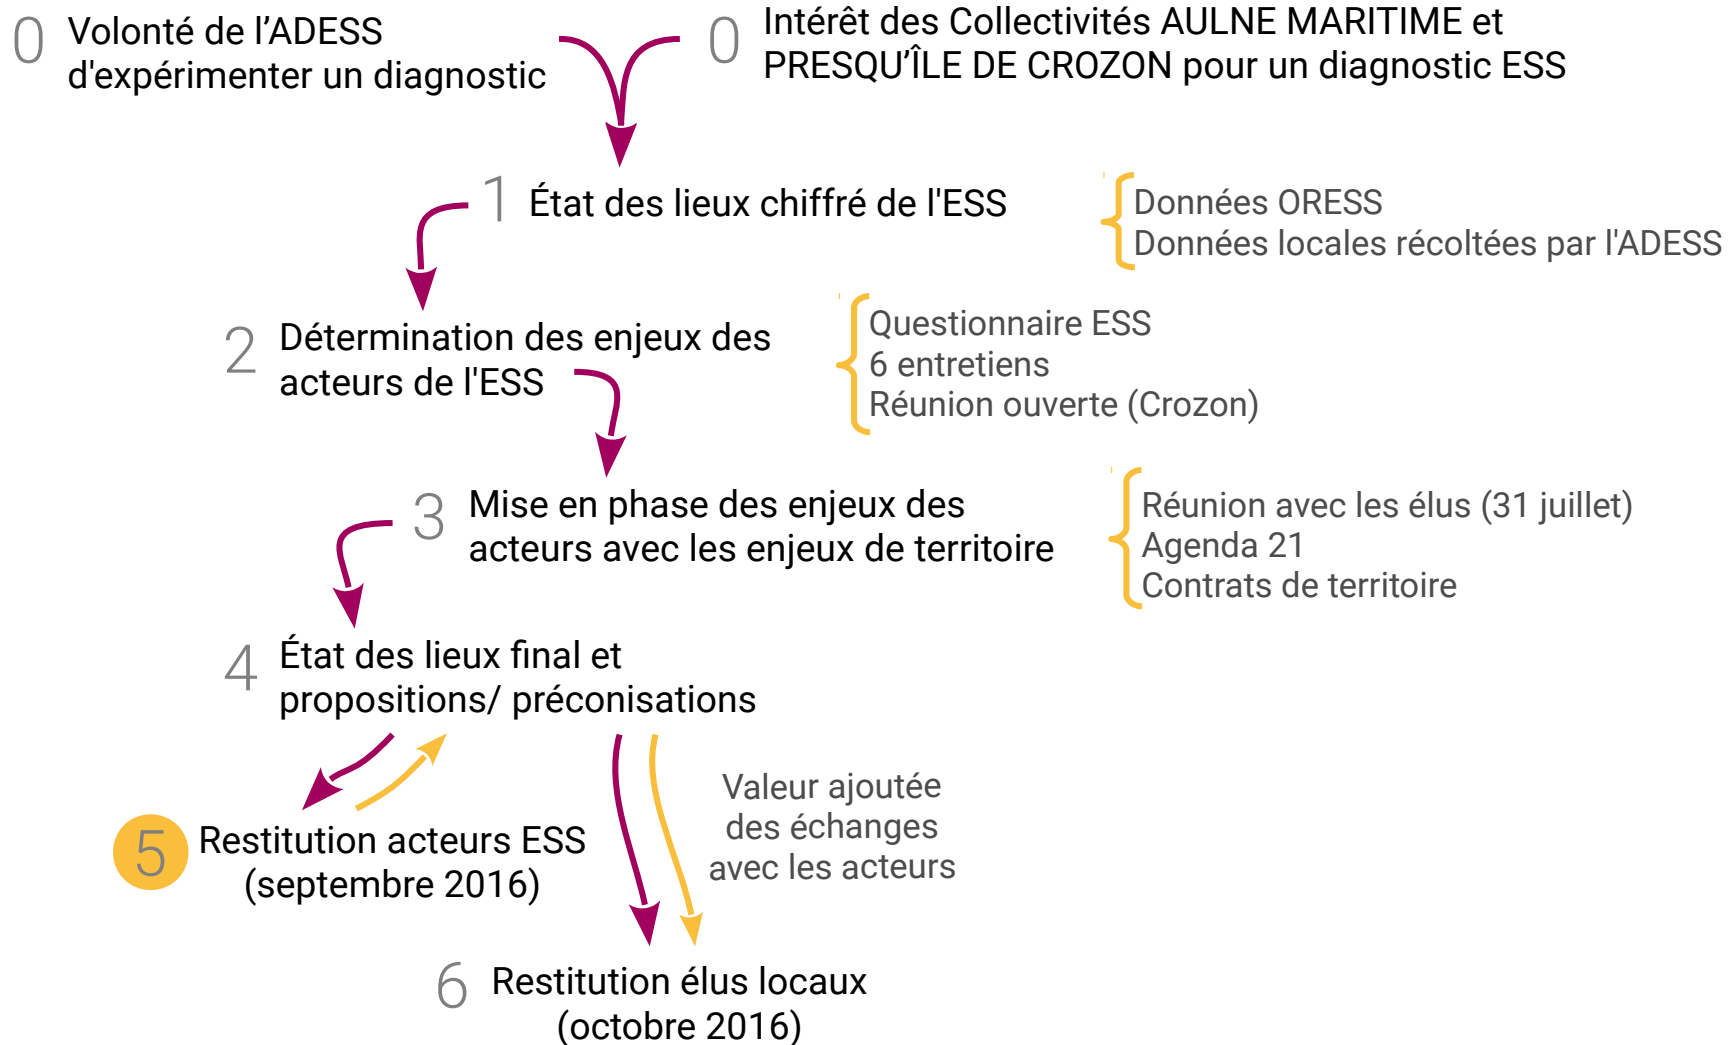 0 Volonté de l’ADESS
d'expérimenter un diagnostic
0 Intérêt des Collectivités AULNE MARITIME et
PRESQU’ÎLE DE CROZON pour un diagnostic ESS
1 État des lieux chiffré de l'ESS
Données ORESS
Données locales récoltées par l'ADESS
2 Détermination des enjeux des
acteurs de l'ESS
Questionnaire ESS
6 entretiens
Réunion ouverte (Crozon)
3 Mise en phase des enjeux des
acteurs avec les enjeux de territoire
Réunion avec les élus (31 juillet)
Agenda 21
Contrats de territoire
4 État des lieux final et
propositions/ préconisations
Valeur ajoutée
des échanges
avec les acteurs
5 Restitution acteurs ESS
(septembre 2016)
6 Restitution élus locaux
(octobre 2016)